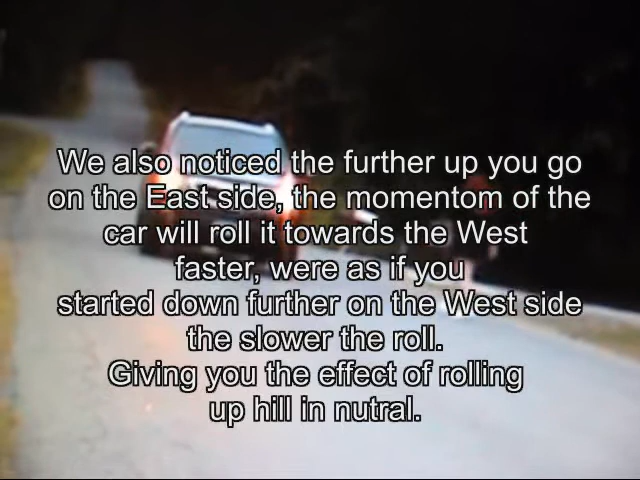 We also noticed the further up you go
on the East side, the momentom of the
car will roll it towards the West
faster, were as if you
started down further on the West side
the slower the roll.
Giving you the effect of rolling
up hill in nutral.